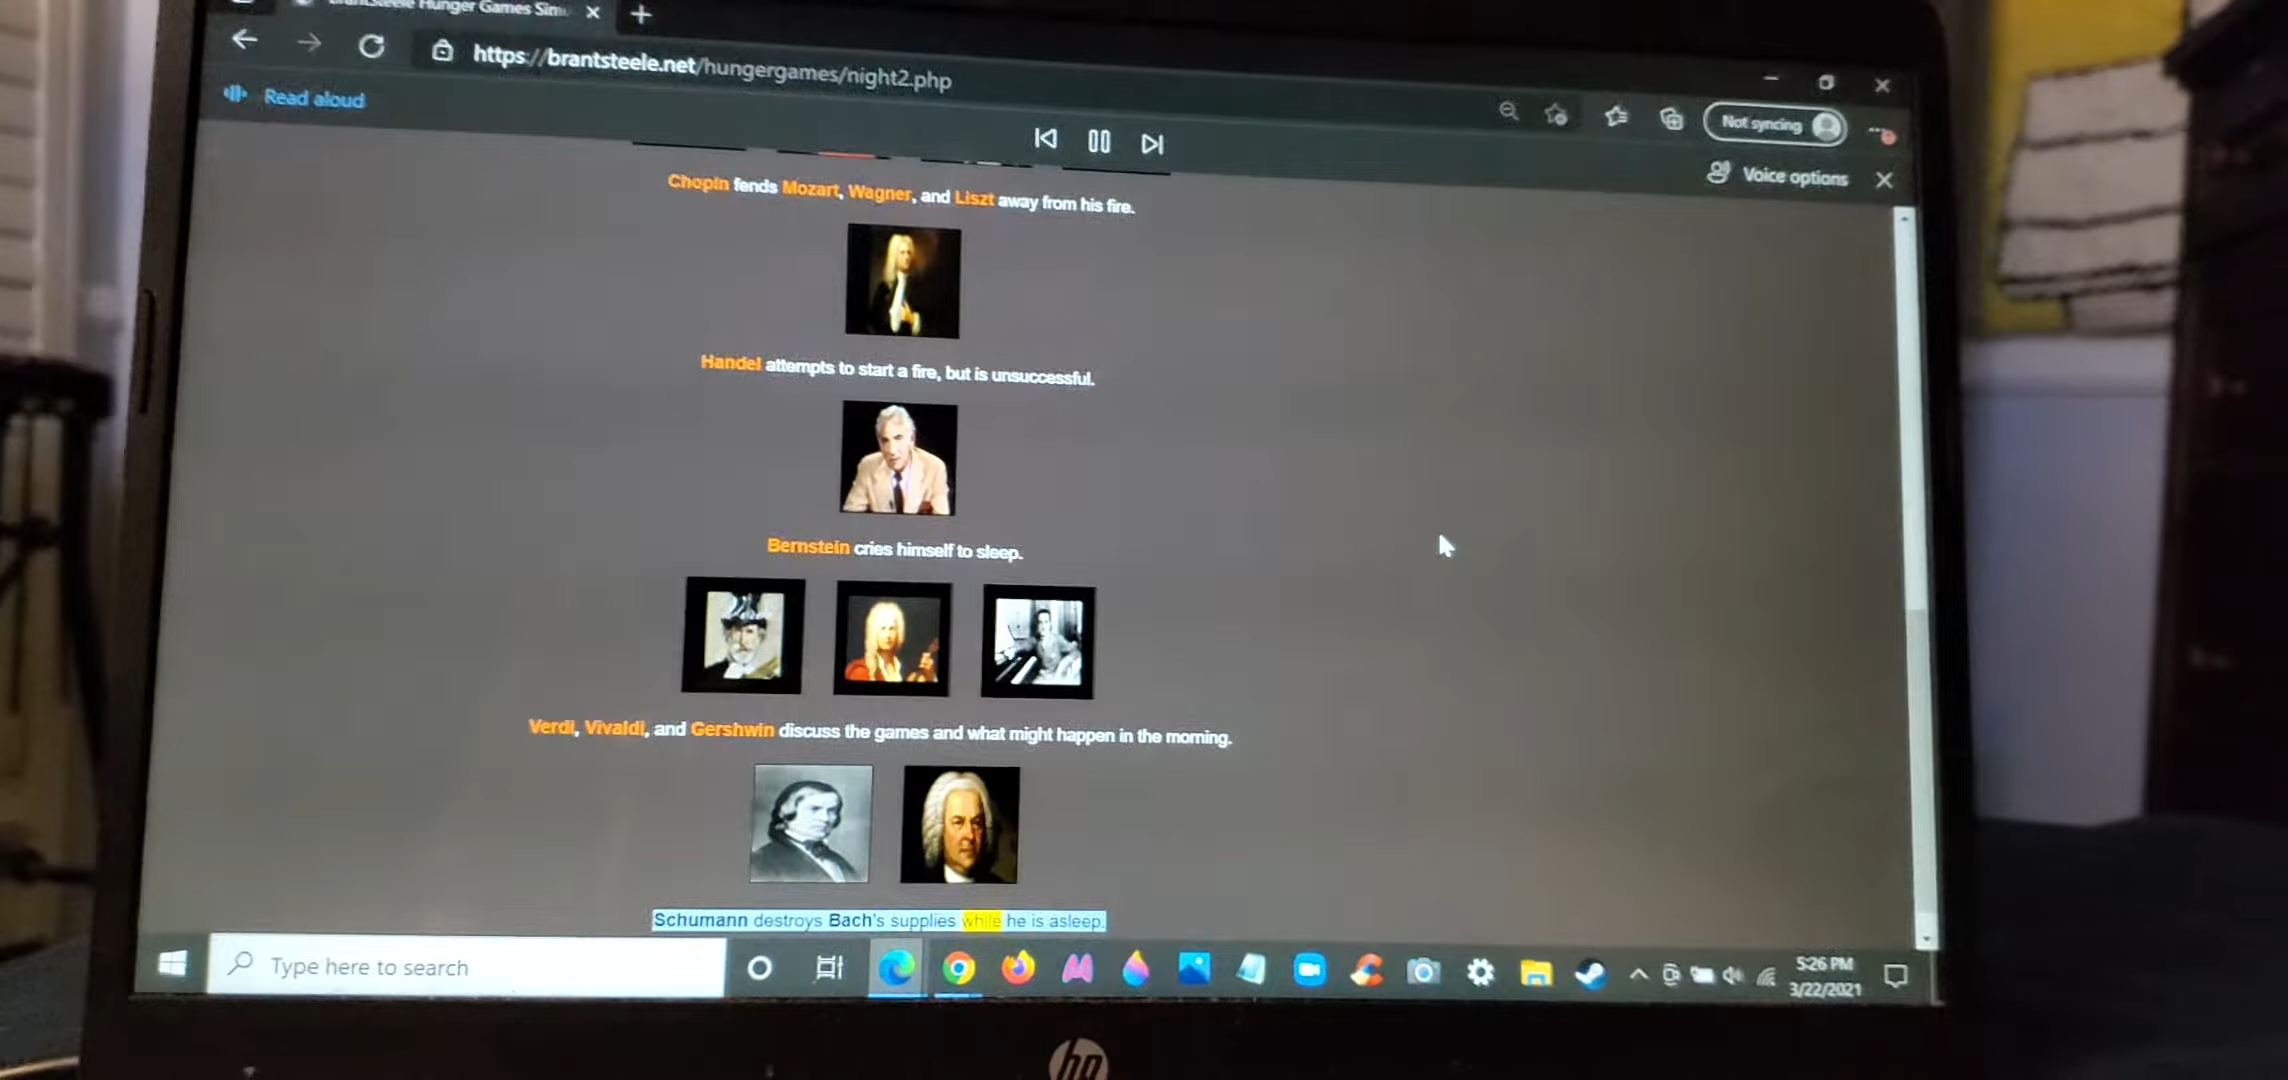 BrantSteele Hunger Games Sim
https://brantsteele.net/hungergames/night2.php
Not syncing
Read aloud
Voice options
Chopin fends Mozart, Wagner, and Liszt away from his fire.
Handel attempts to start a fire, but is unsuccessful.
Bernstein cries himself to sleep.
Verdi, Vivaldi, and Gershwin discuss the games and what might happen in the morning.
Schumann destroys Bach's supplies while he is asleep.
Type here to search
5:26 PM
3/22/2021
hp